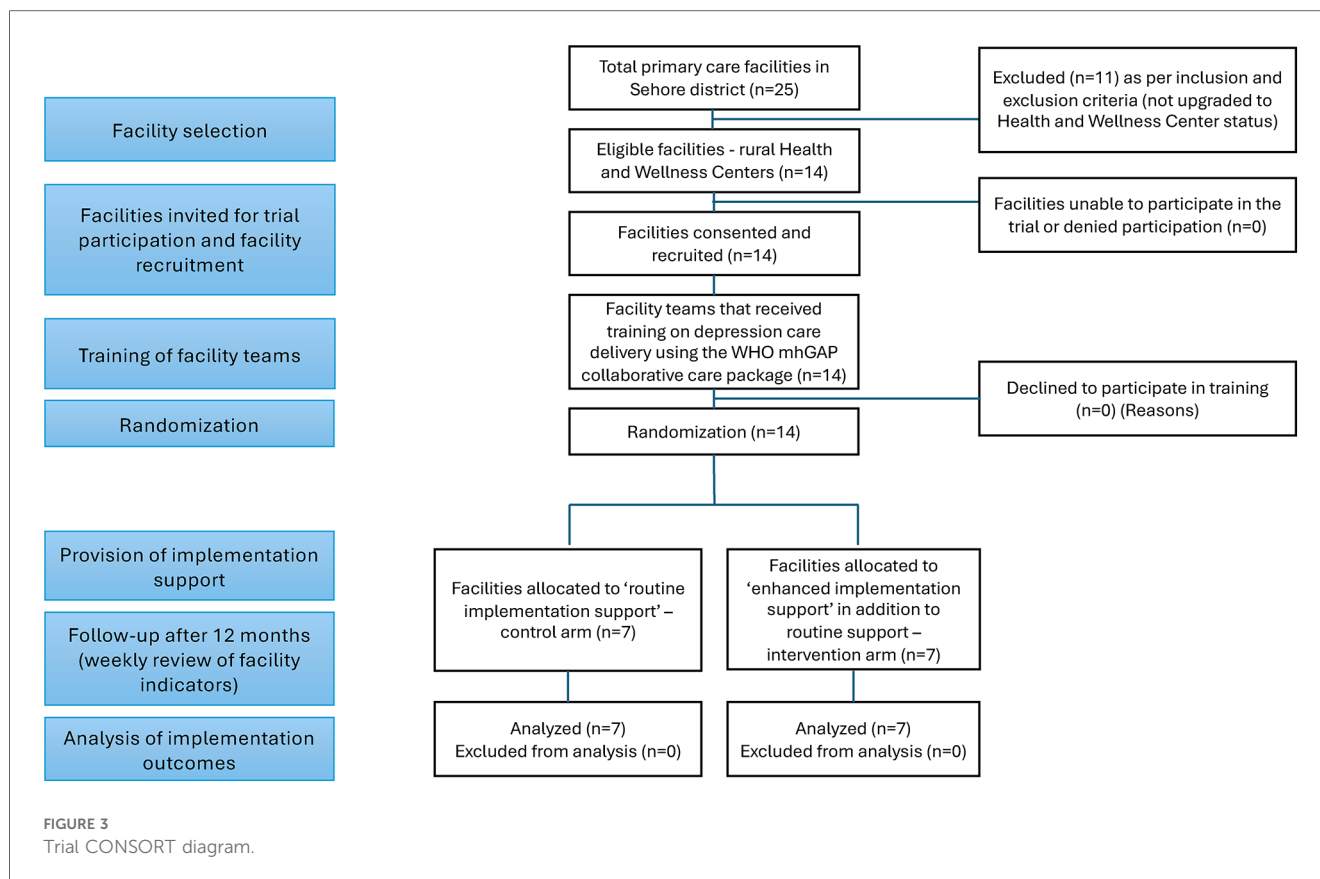 Total primary care facilities in
Sehore district (n=25)
Excluded (n=11) as per inclusion and
exclusion criteria (not upgraded to
Health and Wellness Center status)
Facility selection
Eligible facilities - rural Health
and Wellness Centers (n=14)
Facilities invited for trial
participation and facility
recruitment
Facilities unable to participate in the
trial or denied participation (n=0)
Facilities consented and
recruited (n=14)
Training of facility teams
Facility teams that received
training on depression care
delivery using the WHO mhGAP
collaborative care package (n=14)
Declined to participate in training
(n=0) (Reasons)
Randomization
Randomization (n=14)
Provision of implementation
support
Facilities allocated to ‘routine
implementation support’ –
control arm (n=7)
Facilities allocated to
‘enhanced implementation
support’ in addition to
routine support –
intervention arm (n=7)
Follow-up after 12 months
(weekly review of facility
indicators)
Analysis of implementation
outcomes
Analyzed (n=7)
Excluded from analysis (n=0)
Analyzed (n=7)
Excluded from analysis (n=0)
FIGURE 3
Trial CONSORT diagram.